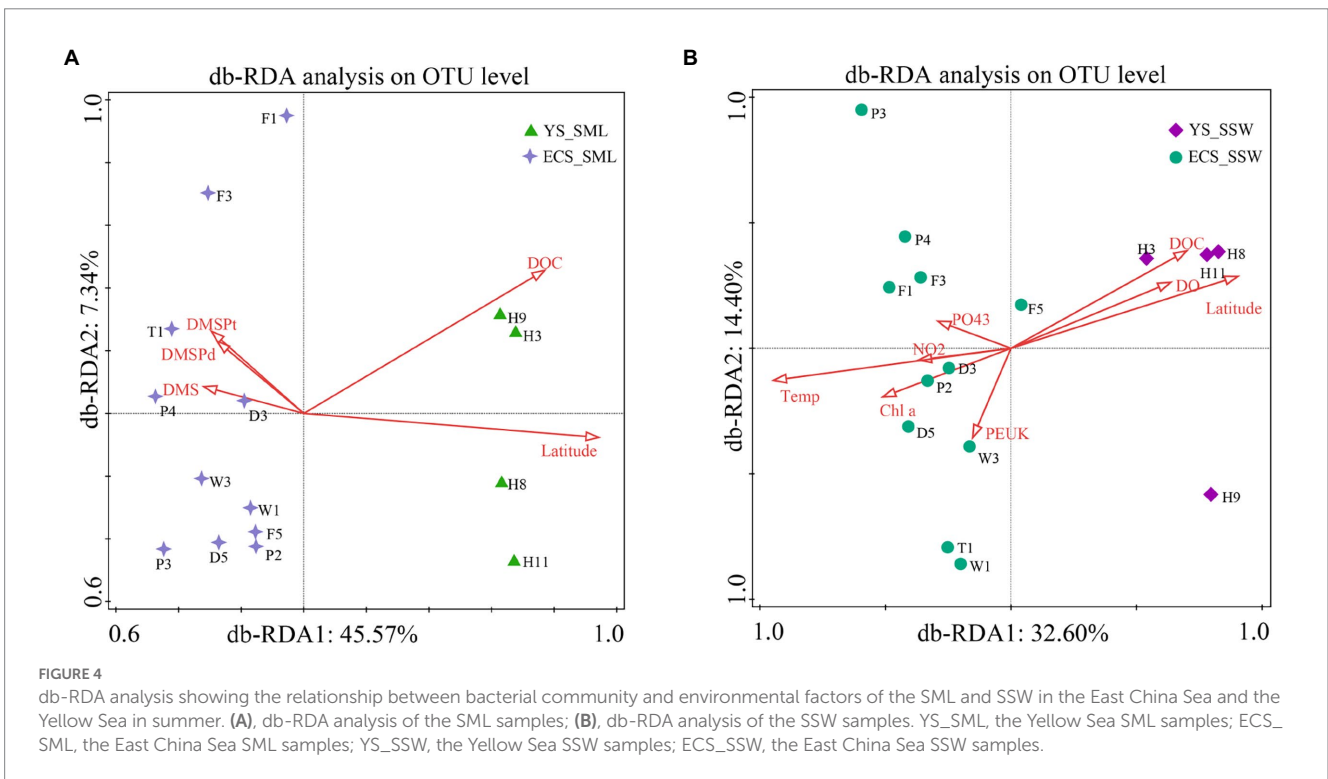 A
db-RDA analysis on OTU level
db-RDA2: 7.34%
1.0
0.6
F1
YS_SML
ECS_SML
F3
DOC
H9
H3
T1
DMSPt
DMSPd
DMS
P4
D3
Latitude
W3
H8
W1
F5
P3
D5
P2
H11
0.6
db-RDA1: 45.57%
1.0
B
db-RDA analysis on OTU level
db-RDA2: 14.40%
1.0
1.0
P3
YS_SSW
ECS_SSW
P4
H3
DOC
H8
H11
F3
F1
DO
F5
Latitude
PO43
NO2
D3
P2
Temp
Chl a
D5
PEUK
W3
H9
T1
W1
1.0
db-RDA1: 32.60%
1.0
FIGURE 4
db-RDA analysis showing the relationship between bacterial community and environmental factors of the SML and SSW in the East China Sea and the
Yellow Sea in summer. (A), db-RDA analysis of the SML samples; (B), db-RDA analysis of the SSW samples. YS_SML, the Yellow Sea SML samples; ECS_
SML, the East China Sea SML samples; YS_SSW, the Yellow Sea SSW samples; ECS_SSW, the East China Sea SSW samples.